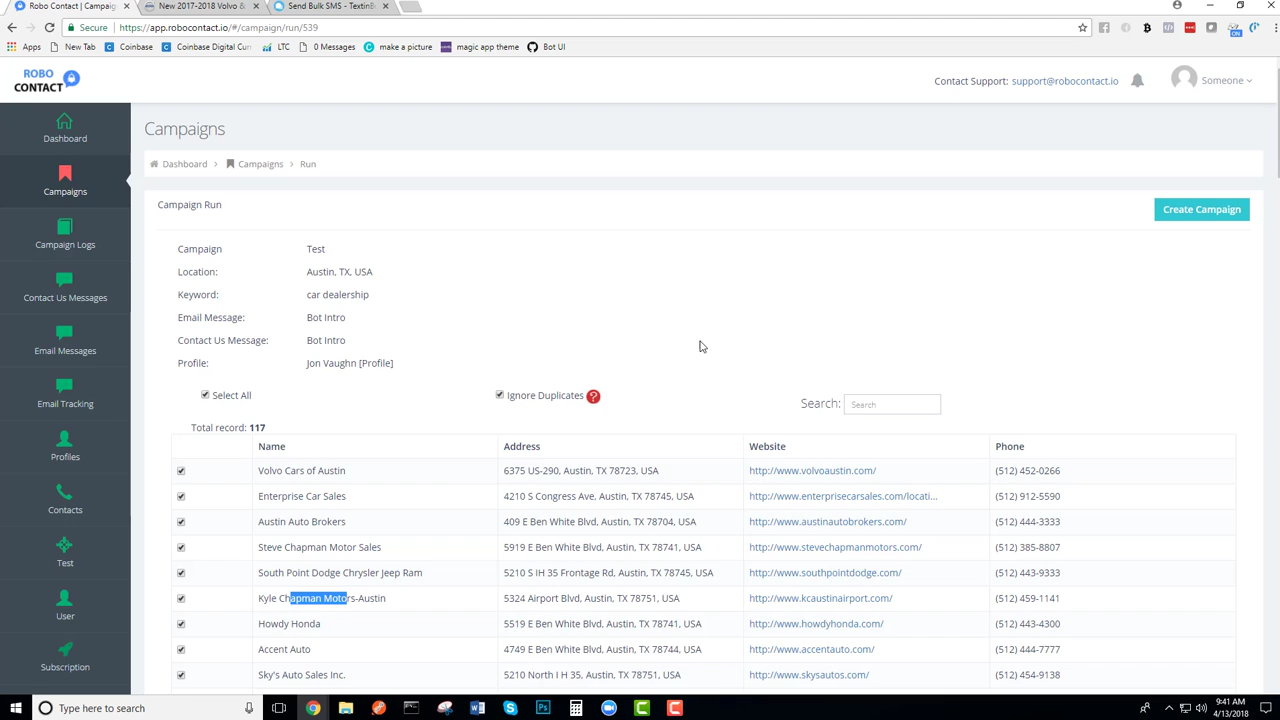 Robo Contact | Campaign
New 2017-2018 Volvo &
Send Bulk SMS - TextinB
Secure
https://app.robocontact.io/#/campaign/run/539
Apps
New Tab
Coinbase
Coinbase Digital Curr
LTC
0 Messages
make a picture
magic app theme
Bot UI
ON
ROBO
CONTACT
Contact Support: support@robocontact.io
Someone
Dashboard
Campaigns
Campaign Logs
Contact Us Messages
Email Messages
Email Tracking
Profiles
Contacts
Test
User
Subscription
Campaigns
Dashboard > Campaigns > Run
Campaign Run
Create Campaign
Campaign Test
Location: Austin, TX, USA
Keyword: car dealership
Email Message: Bot Intro
Contact Us Message: Bot Intro
Profile: Jon Vaughn [Profile]
Select All
Ignore Duplicates ?
Search: Search
Total record: 117
Name Address Website Phone
Volvo Cars of Austin 6375 US-290, Austin, TX 78723, USA http://www.volvoaustin.com/ (512) 452-0266
Enterprise Car Sales 4210 S Congress Ave, Austin, TX 78745, USA http://www.enterprisecarsales.com/locati... (512) 912-5590
Austin Auto Brokers 409 E Ben White Blvd, Austin, TX 78704, USA http://www.austinautobrokers.com/ (512) 444-3333
Steve Chapman Motor Sales 5919 E Ben White Blvd, Austin, TX 78741, USA http://www.stevechapmanmotors.com/ (512) 385-8807
South Point Dodge Chrysler Jeep Ram 5210 S IH 35 Frontage Rd, Austin, TX 78745, USA http://www.southpointdodge.com/ (512) 443-9333
Kyle Chapman Motors-Austin 5324 Airport Blvd, Austin, TX 78751, USA http://www.kcaustinairport.com/ (512) 459-1141
Howdy Honda 5519 E Ben White Blvd, Austin, TX 78741, USA http://www.howdyhonda.com/ (512) 443-4300
Accent Auto 4749 E Ben White Blvd, Austin, TX 78744, USA http://www.accentauto.com/ (512) 444-7777
Sky's Auto Sales Inc. 5210 North I H 35, Austin, TX 78751, USA http://www.skysautos.com/ (512) 454-9138
Type here to search
9:41 AM
4/13/2018